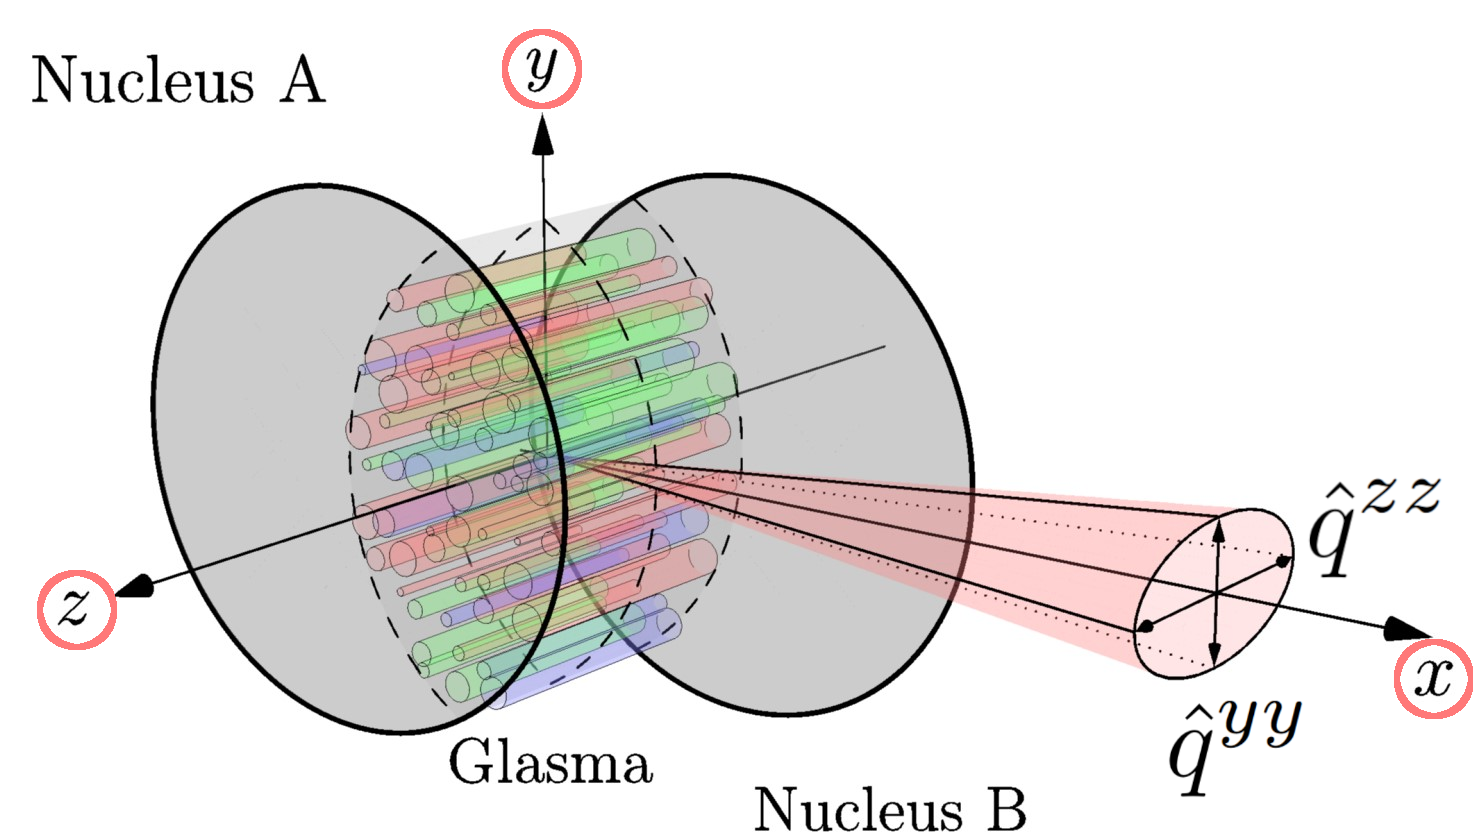 Nucleus A
y
z
q̂^{zz}
x
q̂^{yy}
Glasma
Nucleus B